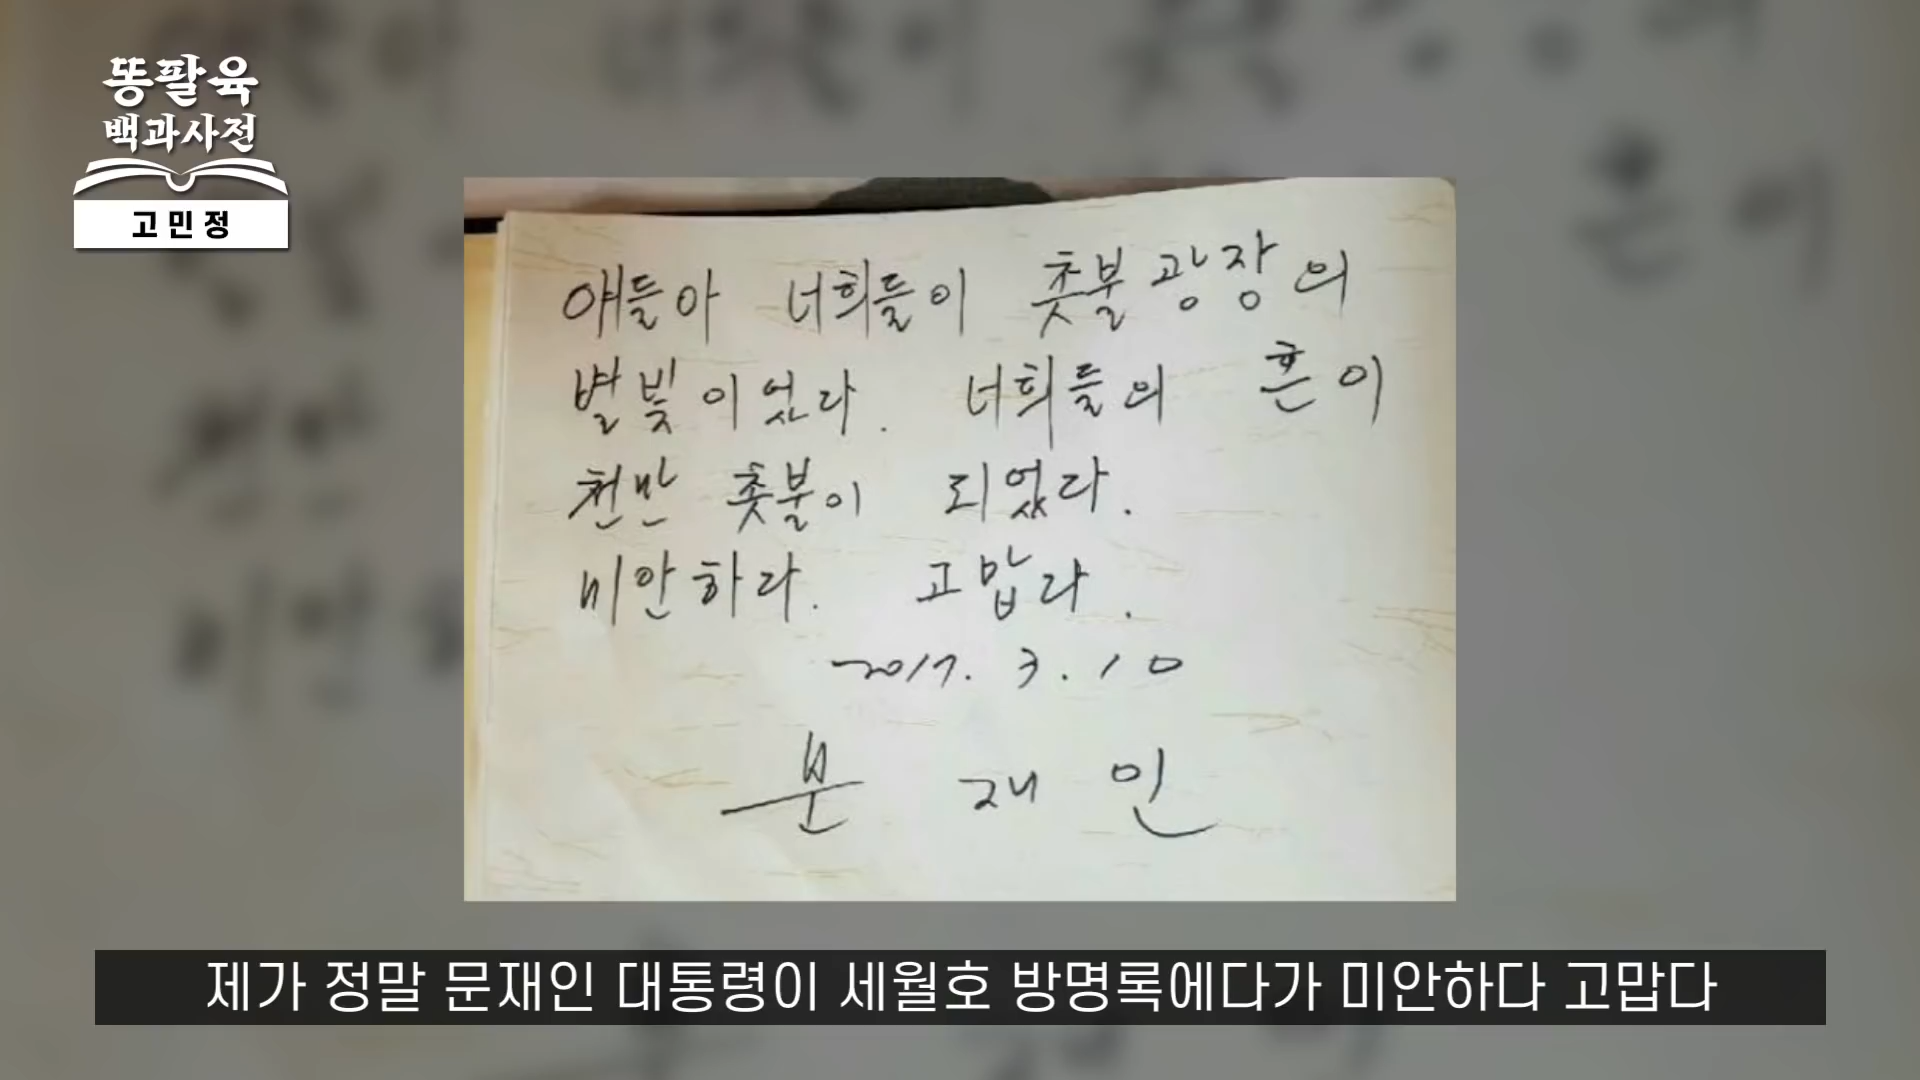 똥팔육
백과사전
고민정
얘들아 너희들이 촛불광장의
별빛이었다. 너희들의 혼이
천만 촛불이 되었다.
미안하다. 고맙다.
2017. 3. 10
문재인
제가 정말 문재인 대통령이 세월호 방명록에다가 미안하다 고맙다